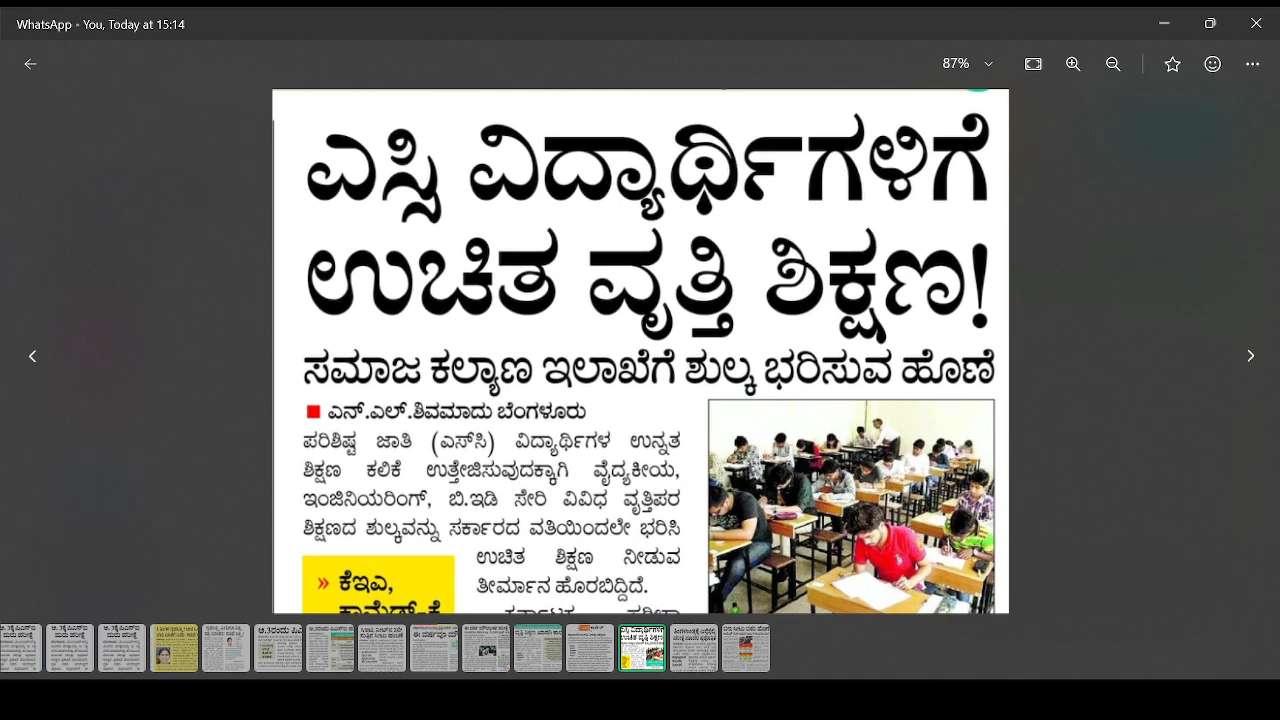 WhatsApp - You, Today at 15:14
87%
ಎಸ್ಸಿ ವಿದ್ಯಾರ್ಥಿಗಳಿಗೆ
ಉಚಿತ ವೃತ್ತಿ ಶಿಕ್ಷಣ!
ಸಮಾಜ ಕಲ್ಯಾಣ ಇಲಾಖೆಗೆ ಶುಲ್ಕ ಭರಿಸುವ ಹೊಣೆ
ಎನ್.ಎಲ್.ಶಿವಮಾದು ಬೆಂಗಳೂರು
ಪರಿಶಿಷ್ಟ ಜಾತಿ (ಎಸ್‌ಸಿ) ವಿದ್ಯಾರ್ಥಿಗಳ ಉನ್ನತ
ಶಿಕ್ಷಣ ಕಲಿಕೆ ಉತ್ತೇಜಿಸುವುದಕ್ಕಾಗಿ ವೈದ್ಯಕೀಯ,
ಇಂಜಿನಿಯರಿಂಗ್, ಬಿ.ಇಡಿ ಸೇರಿ ವಿವಿಧ ವೃತ್ತಿಪರ
ಶಿಕ್ಷಣದ ಶುಲ್ಕವನ್ನು ಸರ್ಕಾರದ ವತಿಯಿಂದಲೇ ಭರಿಸಿ
ಉಚಿತ ಶಿಕ್ಷಣ ನೀಡುವ
ತೀರ್ಮಾನ ಹೊರಬಿದ್ದಿದೆ.
» ಕೆಇಎ,